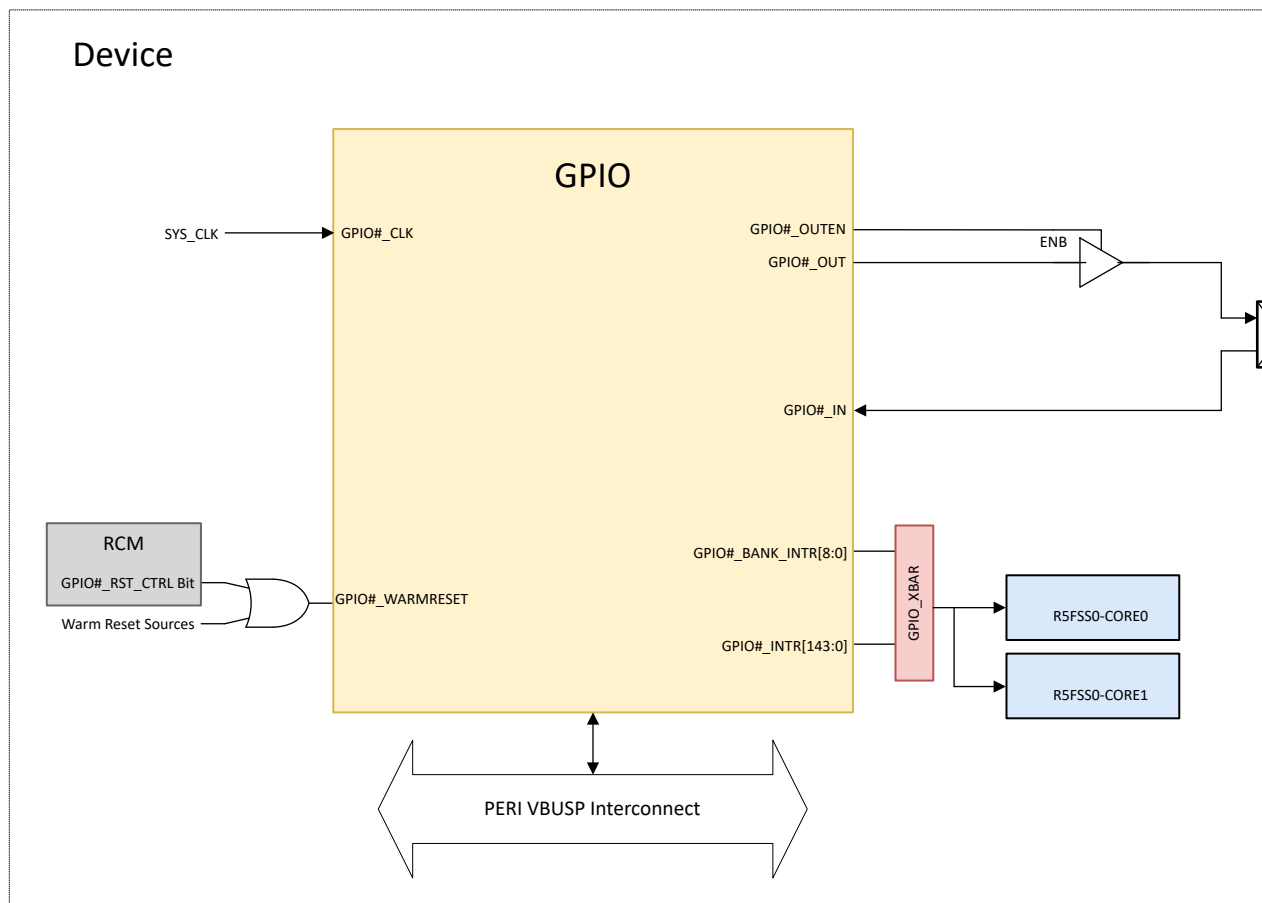 Device
GPIO
SYS_CLK
GPIO#_CLK
GPIO#_OUTEN
GPIO#_OUT
ENB
GPIO#_IN
RCM
GPIO#_RST_CTRL Bit
Warm Reset Sources
GPIO#_WARMRESET
GPIO#_BANK_INTR[8:0]
GPIO#_INTR[143:0]
GPIO_XBAR
R5FSS0-CORE0
R5FSS0-CORE1
PERI VBUSP Interconnect